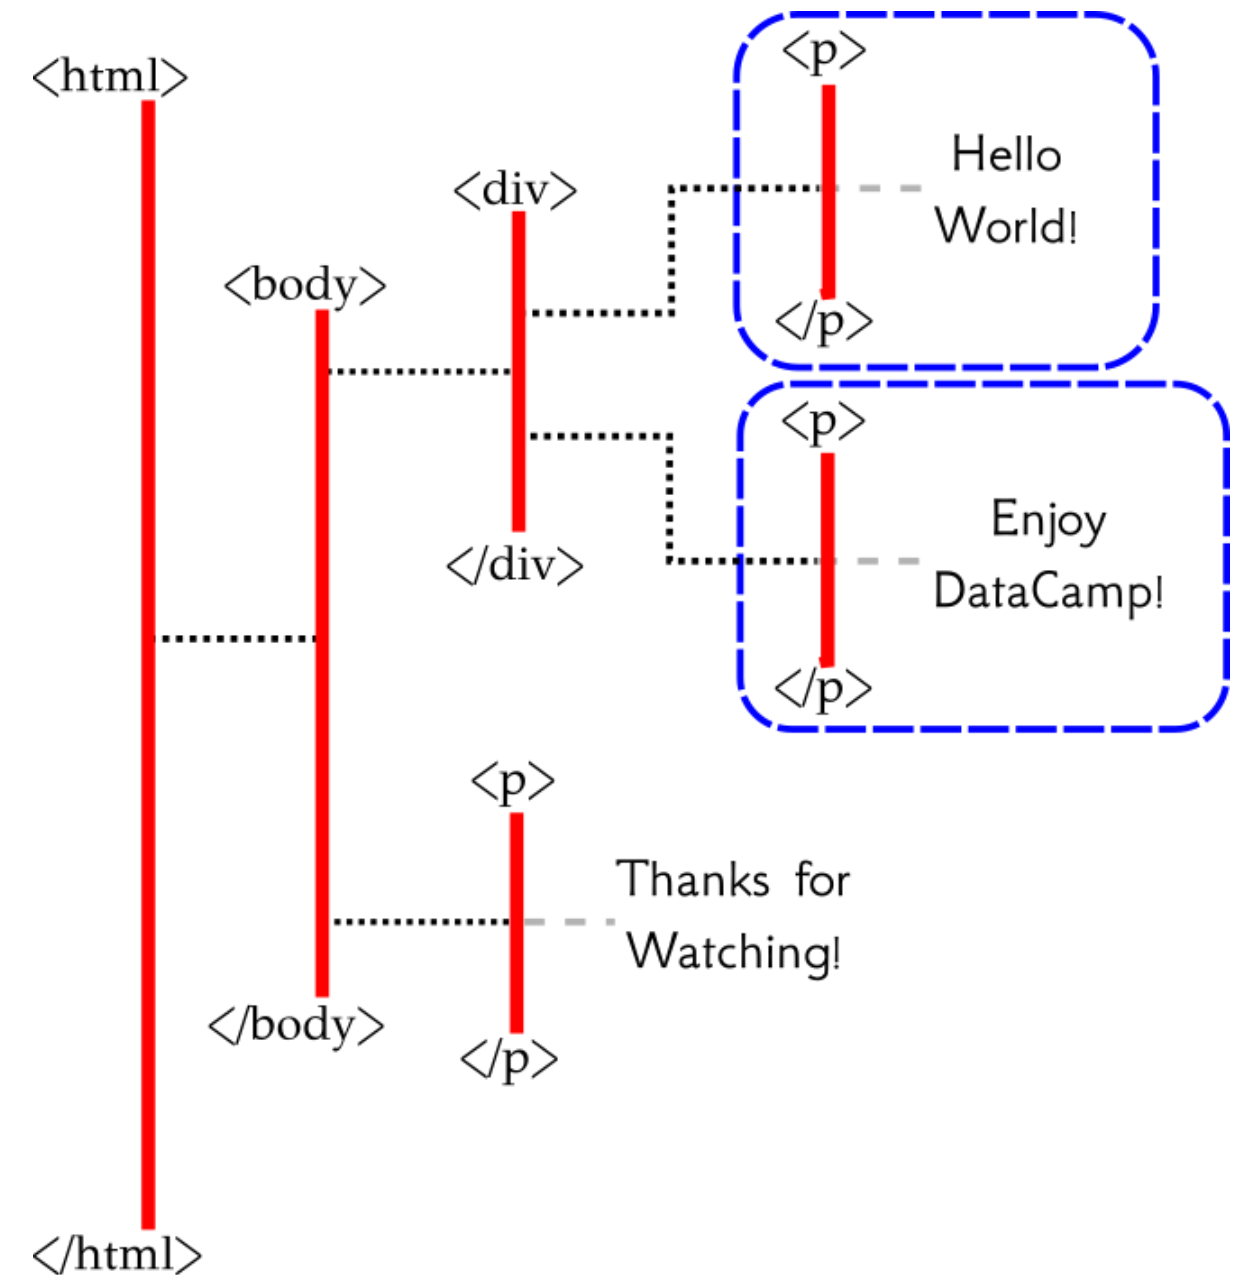 <html>
<body>
<div>
<p>
Hello
World!
</p>
<p>
Enjoy
DataCamp!
</p>
</div>
<p>
Thanks for
Watching!
</p>
</body>
</html>